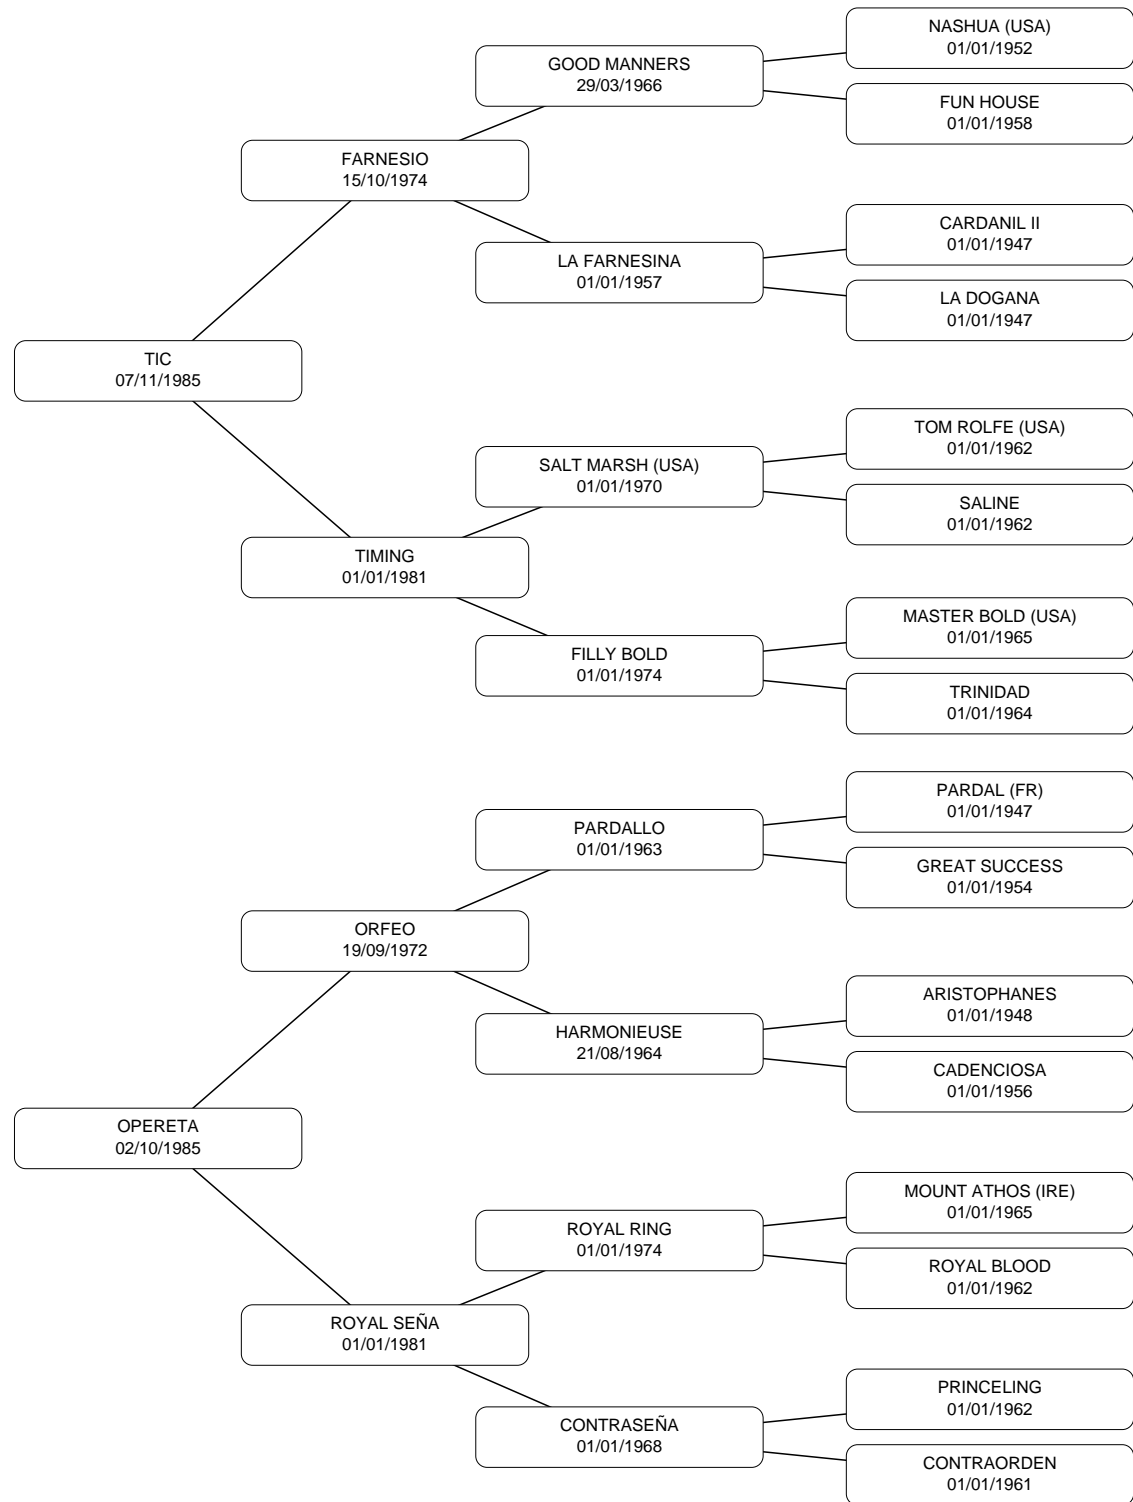 NASHUA (USA)
01/01/1952
GOOD MANNERS
29/03/1966
FUN HOUSE
01/01/1958
FARNESIO
15/10/1974
CARDANIL II
01/01/1947
LA FARNESINA
01/01/1957
LA DOGANA
01/01/1947
TIC
07/11/1985
TOM ROLFE (USA)
01/01/1962
SALT MARSH (USA)
01/01/1970
SALINE
01/01/1962
TIMING
01/01/1981
MASTER BOLD (USA)
01/01/1965
FILLY BOLD
01/01/1974
TRINIDAD
01/01/1964
PARDAL (FR)
01/01/1947
PARDALLO
01/01/1963
GREAT SUCCESS
01/01/1954
ORFEO
19/09/1972
ARISTOPHANES
01/01/1948
HARMONIEUSE
21/08/1964
CADENCIOSA
01/01/1956
OPERETA
02/10/1985
MOUNT ATHOS (IRE)
01/01/1965
ROYAL RING
01/01/1974
ROYAL BLOOD
01/01/1962
ROYAL SEÑA
01/01/1981
PRINCELING
01/01/1962
CONTRASEÑA
01/01/1968
CONTRAORDEN
01/01/1961